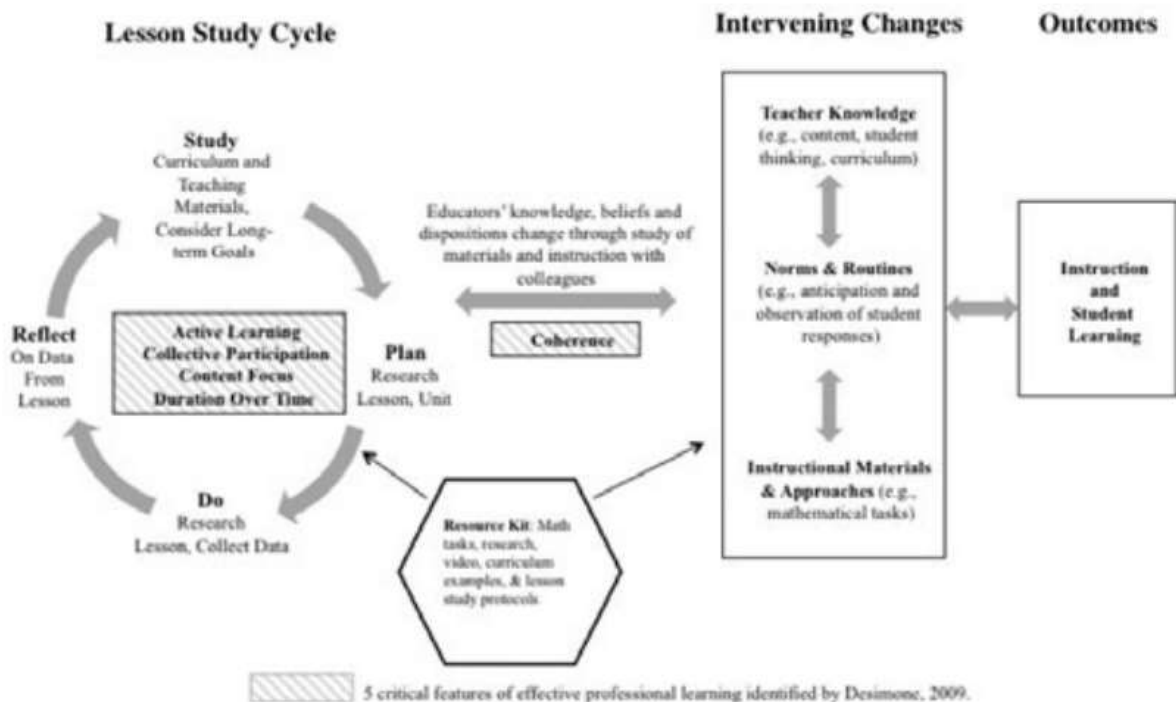 Lesson Study Cycle
Intervening Changes
Outcomes
Study
Curriculum and
Teaching
Materials,
Consider Long-
term Goals
Reflect
On Data
From
Lesson
Active Learning
Collective Participation
Content Focus
Duration Over Time
Plan
Research
Lesson, Unit
Do
Research
Lesson, Collect Data
Educators' knowledge, beliefs and
dispositions change through study of
materials and instruction with
colleagues
Coherence
Resource Kit: Math
tasks, research,
video, curriculum
examples, & lesson
study protocols
Teacher Knowledge
(e.g., content, student
thinking, curriculum)
Norms & Routines
(e.g., anticipation and
observation of student
responses)
Instructional Materials
& Approaches (e.g.,
mathematical tasks)
Instruction
and
Student
Learning
5 critical features of effective professional learning identified by Desimone, 2009.